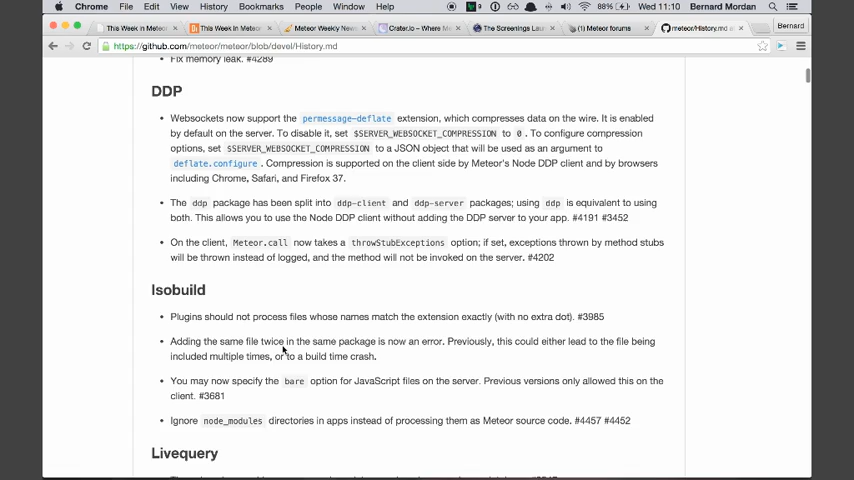 Chrome File Edit View History Bookmarks People Window Help 9 88% Wed 11:10 Bernard Mordan
This Week in Meteor This Week in Meteor Meteor Weekly News Crater.io – Where M The Screenings Lau (1) Meteor forums meteor/History.md a Bernard
https://github.com/meteor/meteor/blob/devel/History.md
Fix memory leak. #4289
DDP
• Websockets now support the permessage-deflate extension, which compresses data on the wire. It is enabled
by default on the server. To disable it, set $SERVER_WEBSOCKET_COMPRESSION to 0 . To configure compression
options, set $SERVER_WEBSOCKET_COMPRESSION to a JSON object that will be used as an argument to
deflate.configure . Compression is supported on the client side by Meteor's Node DDP client and by browsers
including Chrome, Safari, and Firefox 37.
• The ddp package has been split into ddp-client and ddp-server packages; using ddp is equivalent to using
both. This allows you to use the Node DDP client without adding the DDP server to your app. #4191 #3452
• On the client, Meteor.call now takes a throwStubExceptions option; if set, exceptions thrown by method stubs
will be thrown instead of logged, and the method will not be invoked on the server. #4202
Isobuild
• Plugins should not process files whose names match the extension exactly (with no extra dot). #3985
• Adding the same file twice in the same package is now an error. Previously, this could either lead to the file being
included multiple times, or to a build time crash.
• You may now specify the bare option for JavaScript files on the server. Previous versions only allowed this on the
client. #3681
• Ignore node_modules directories in apps instead of processing them as Meteor source code. #4457 #4452
Livequery